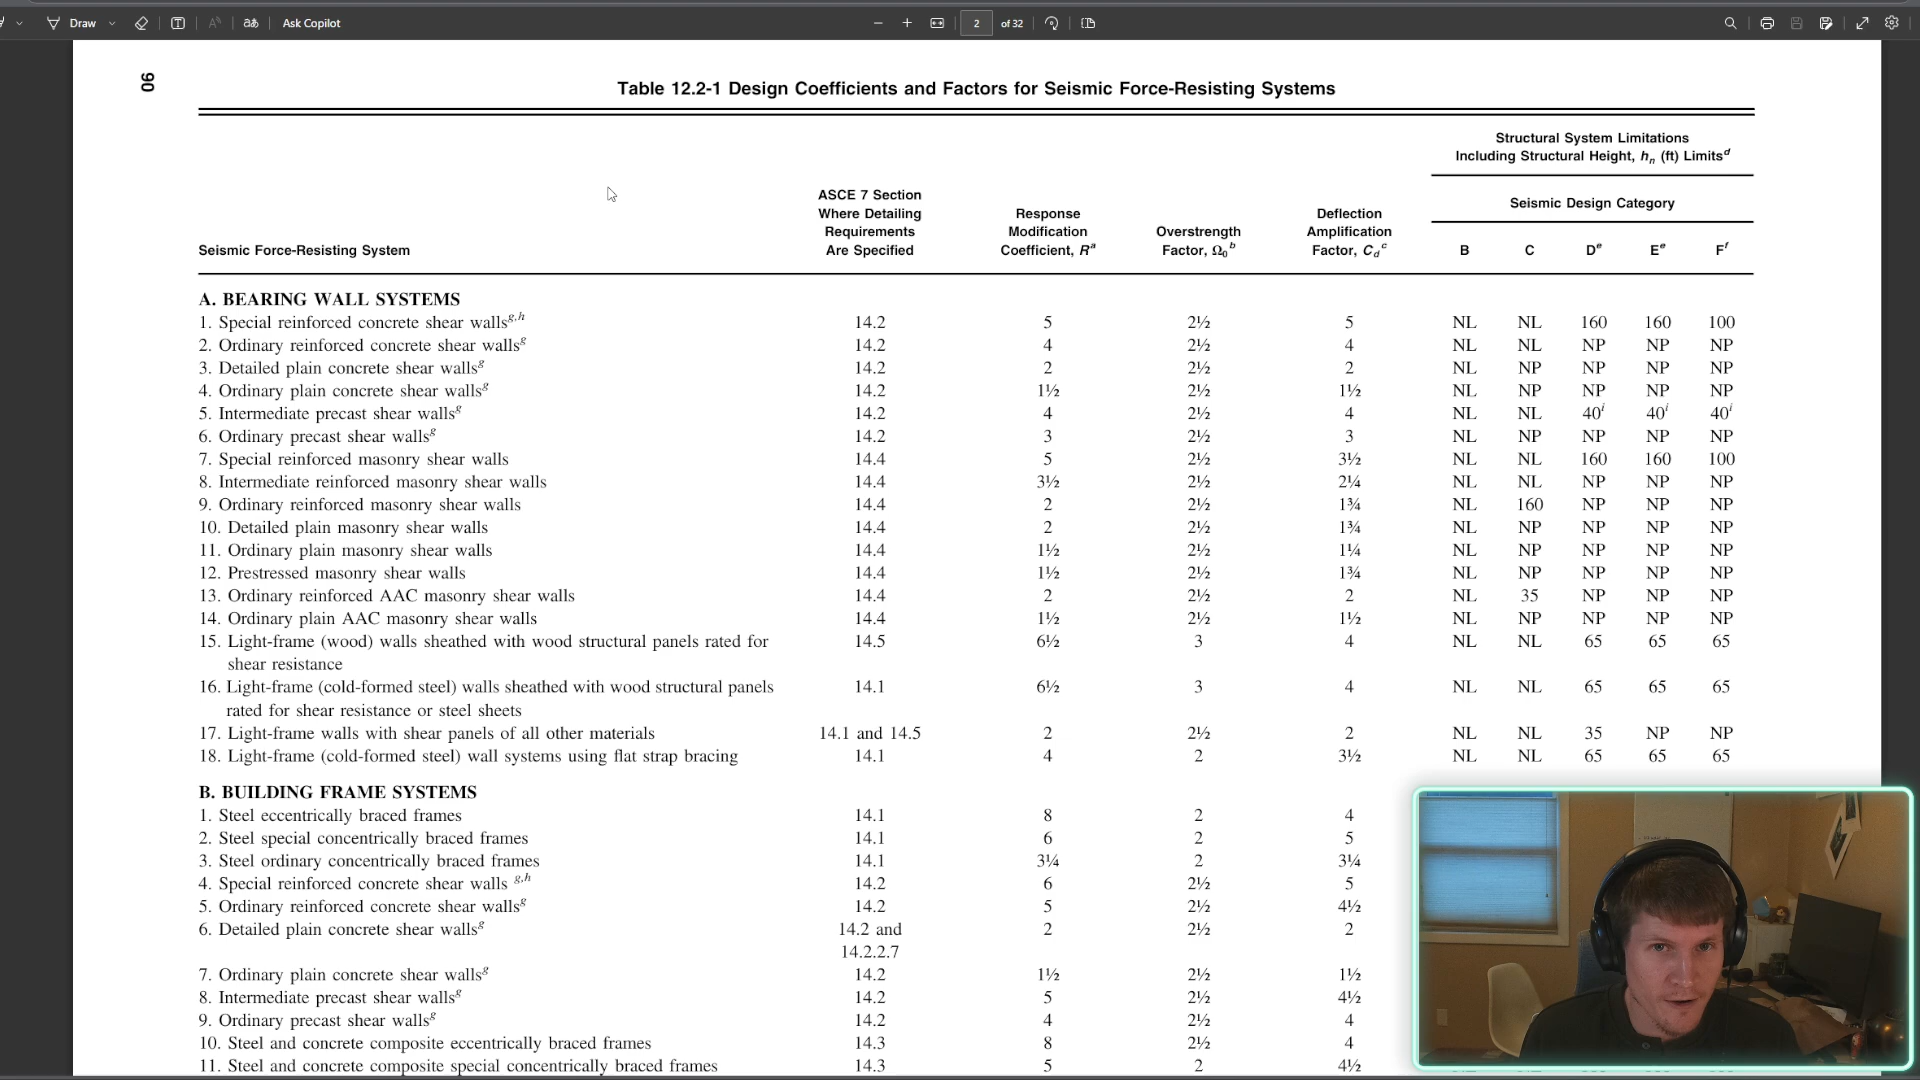 Draw
Ask Copilot
2 of 32
90
Table 12.2-1 Design Coefficients and Factors for Seismic Force-Resisting Systems
Structural System Limitations
Including Structural Height, hn (ft) Limitsd
ASCE 7 Section
Where Detailing
Requirements
Are Specified
Response
Modification
Coefficient, Ra
Overstrength
Factor, Ω0b
Deflection
Amplification
Factor, Cdc
Seismic Design Category
Seismic Force-Resisting System
B C De Ee Ff
A. BEARING WALL SYSTEMS
1. Special reinforced concrete shear wallsg,h 14.2 5 2½ 5 NL NL 160 160 100
2. Ordinary reinforced concrete shear wallsg 14.2 4 2½ 4 NL NL NP NP NP
3. Detailed plain concrete shear wallsg 14.2 2 2½ 2 NL NP NP NP NP
4. Ordinary plain concrete shear wallsg 14.2 1½ 2½ 1½ NL NP NP NP NP
5. Intermediate precast shear wallsg 14.2 4 2½ 4 NL NL 40i 40i 40i
6. Ordinary precast shear wallsg 14.2 3 2½ 3 NL NP NP NP NP
7. Special reinforced masonry shear walls 14.4 5 2½ 3½ NL NL 160 160 100
8. Intermediate reinforced masonry shear walls 14.4 3½ 2½ 2¼ NL NL NP NP NP
9. Ordinary reinforced masonry shear walls 14.4 2 2½ 1¾ NL 160 NP NP NP
10. Detailed plain masonry shear walls 14.4 2 2½ 1¾ NL NP NP NP NP
11. Ordinary plain masonry shear walls 14.4 1½ 2½ 1¼ NL NP NP NP NP
12. Prestressed masonry shear walls 14.4 1½ 2½ 1¾ NL NP NP NP NP
13. Ordinary reinforced AAC masonry shear walls 14.4 2 2½ 2 NL 35 NP NP NP
14. Ordinary plain AAC masonry shear walls 14.4 1½ 2½ 1½ NL NP NP NP NP
15. Light-frame (wood) walls sheathed with wood structural panels rated for 14.5 6½ 3 4 NL NL 65 65 65
shear resistance
16. Light-frame (cold-formed steel) walls sheathed with wood structural panels 14.1 6½ 3 4 NL NL 65 65 65
rated for shear resistance or steel sheets
17. Light-frame walls with shear panels of all other materials 14.1 and 14.5 2 2½ 2 NL NL 35 NP NP
18. Light-frame (cold-formed steel) wall systems using flat strap bracing 14.1 4 2 3½ NL NL 65 65 65
B. BUILDING FRAME SYSTEMS
1. Steel eccentrically braced frames 14.1 8 2 4
2. Steel special concentrically braced frames 14.1 6 2 5
3. Steel ordinary concentrically braced frames 14.1 3¼ 2 3¼
4. Special reinforced concrete shear walls g,h 14.2 6 2½ 5
5. Ordinary reinforced concrete shear wallsg 14.2 5 2½ 4½
6. Detailed plain concrete shear wallsg 14.2 and 2 2½ 2
14.2.2.7
7. Ordinary plain concrete shear wallsg 14.2 1½ 2½ 1½
8. Intermediate precast shear wallsg 14.2 5 2½ 4½
9. Ordinary precast shear wallsg 14.2 4 2½ 4
10. Steel and concrete composite eccentrically braced frames 14.3 8 2½ 4
11. Steel and concrete composite special concentrically braced frames 14.3 5 2 4½